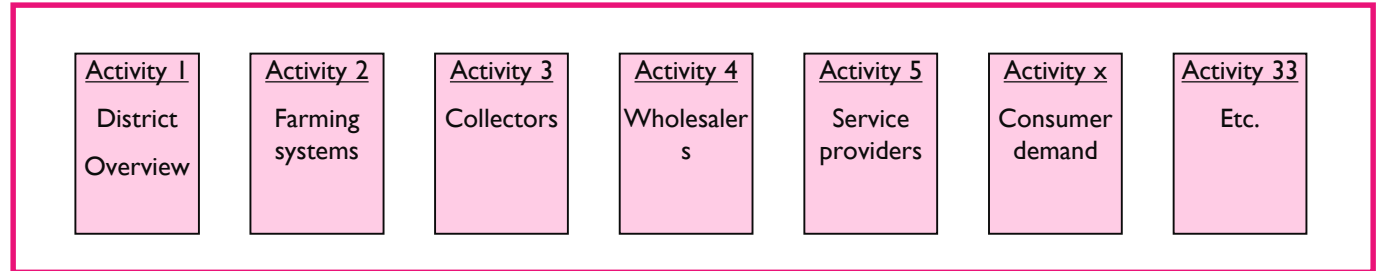 Activity 1
District
Overview
Activity 2
Farming
systems
Activity 3
Collectors
Activity 4
Wholesaler
s
Activity 5
Service
providers
Activity x
Consumer
demand
Activity 33
Etc.